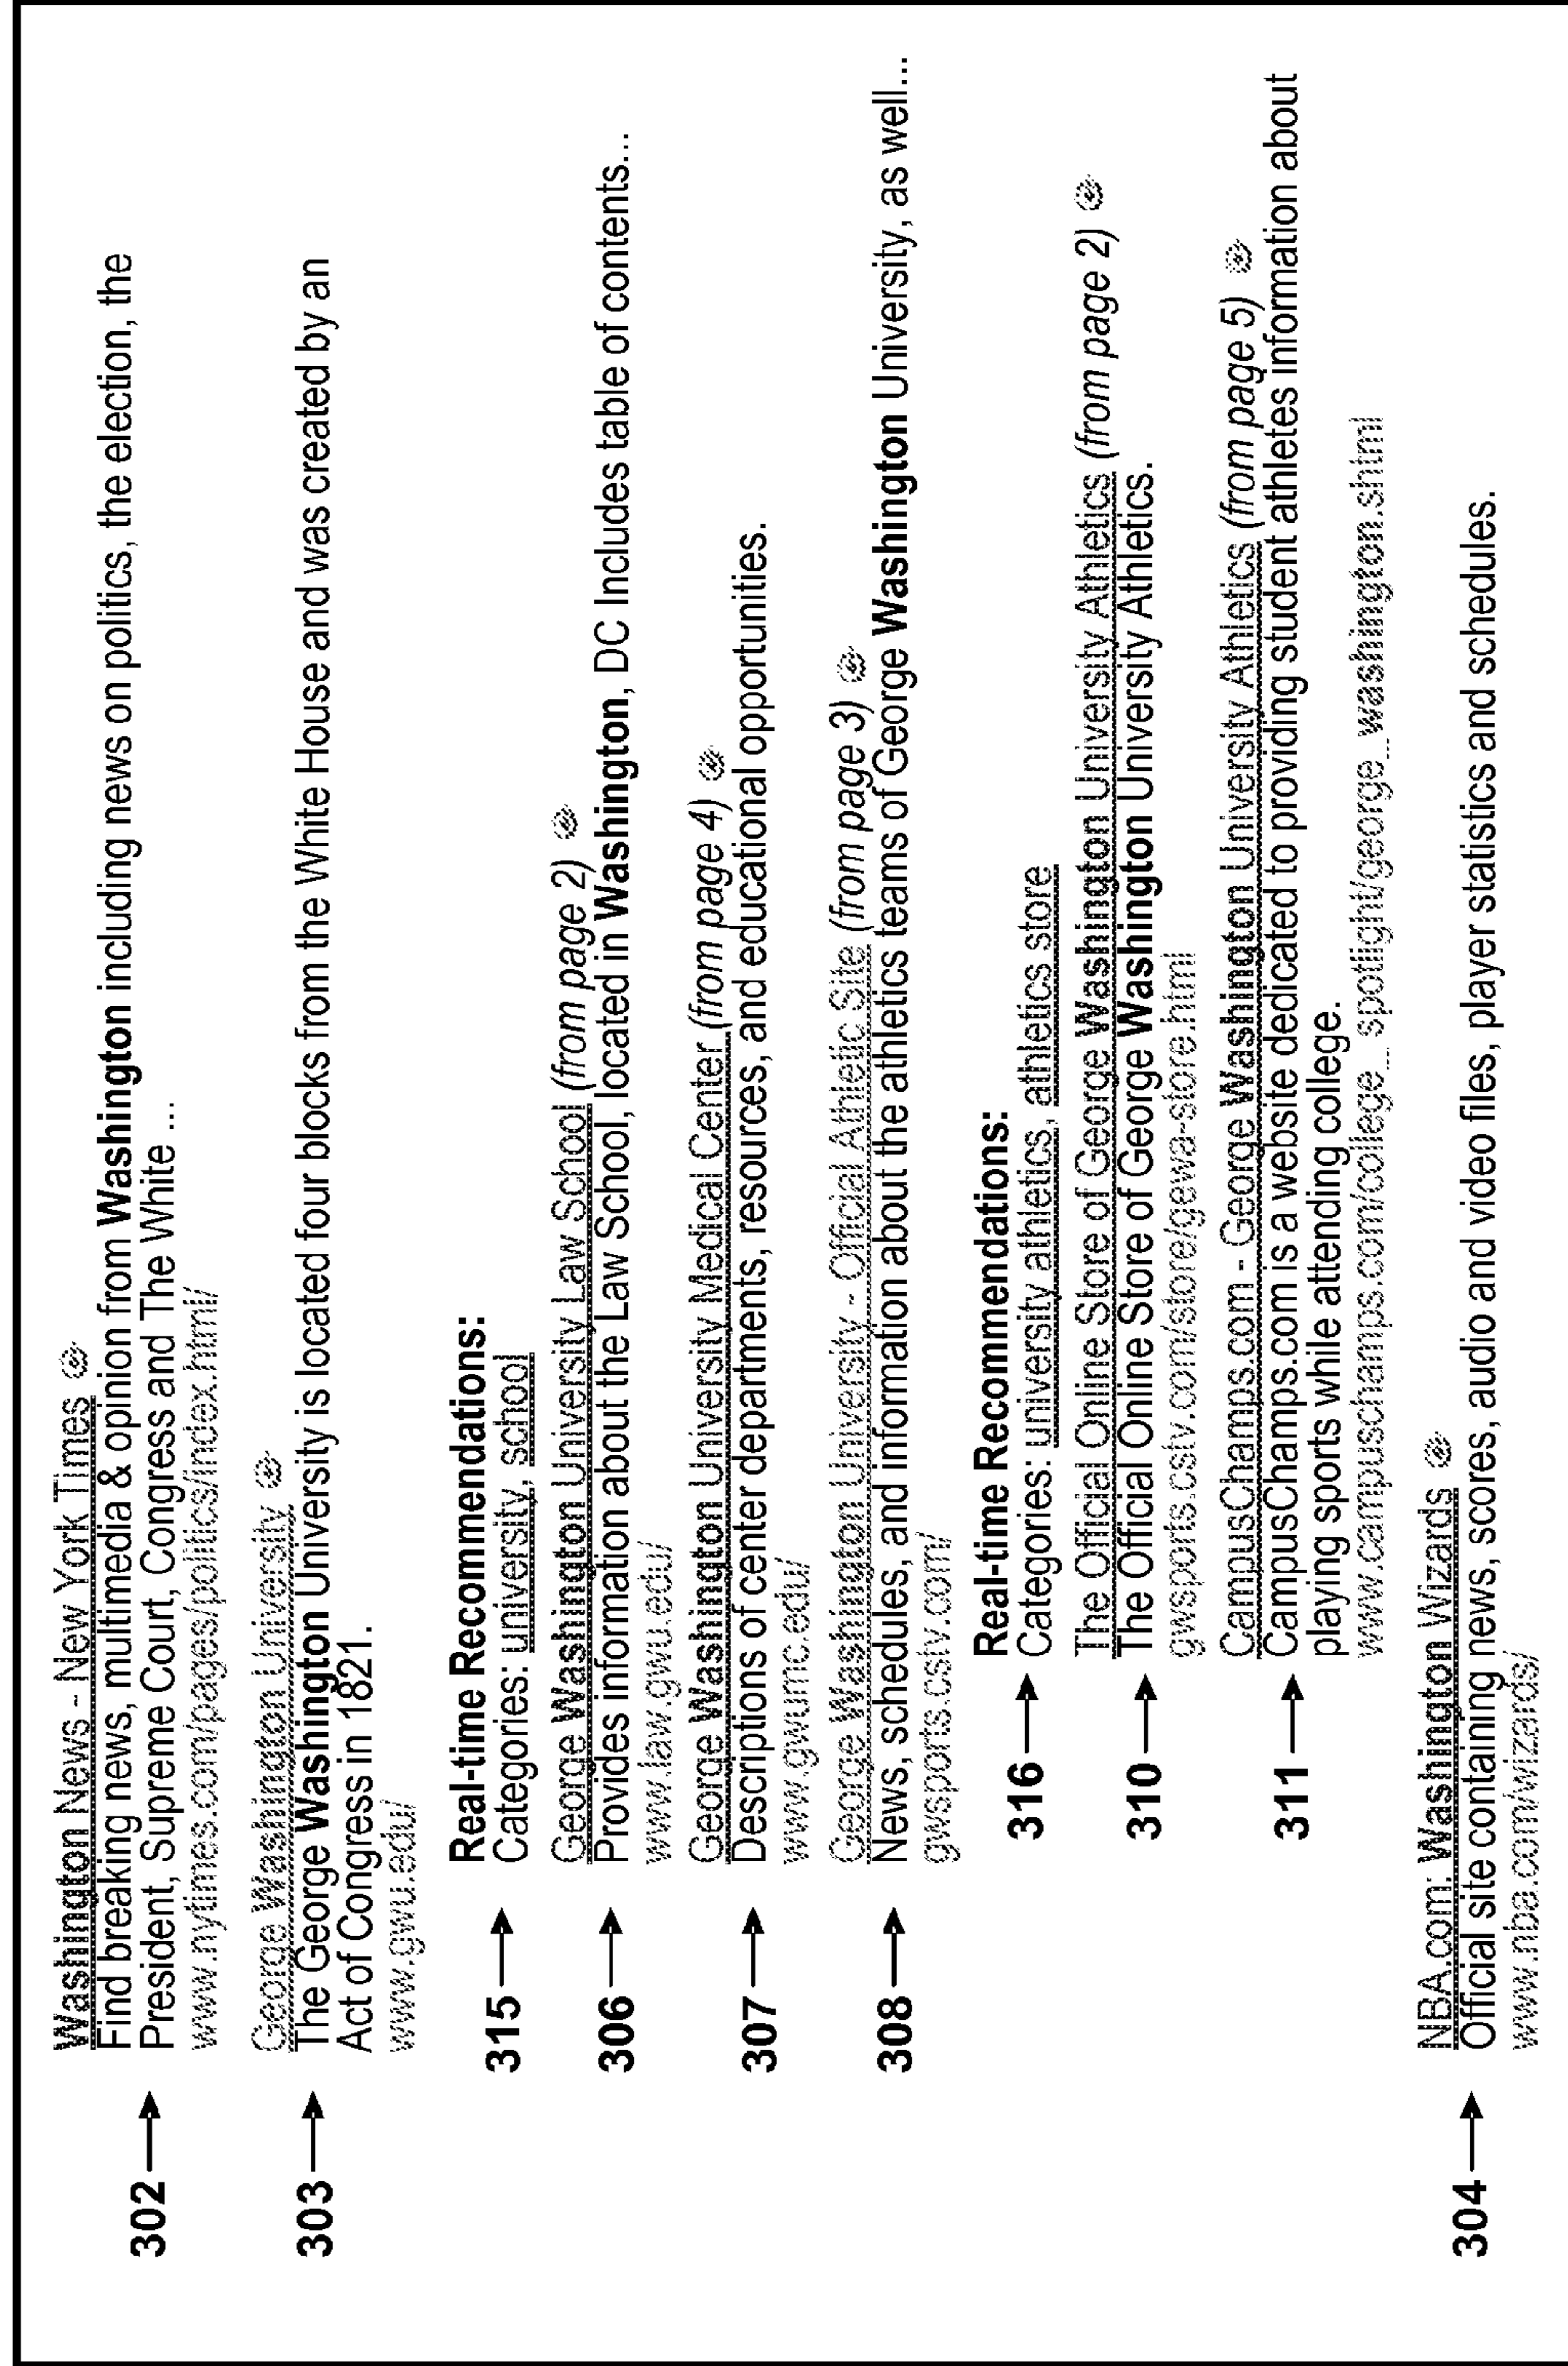 Washington News - New York Times
302 Find breaking news, multimedia & opinion from Washington including news on politics, the election, the
President, Supreme Court, Congress and The White ...
www.nytimes.com/pages/politics/index.html/
George Washington University
303 The George Washington University is located four blocks from the White House and was created by an
Act of Congress in 1821.
www.gwu.edu/
Real-time Recommendations:
315 Categories: university, school
George Washington University Law School (from page 2)
306 Provides information about the Law School, located in Washington, DC Includes table of contents...
www.law.gwu.edu/
George Washington University Medical Center (from page 4)
307 Descriptions of center departments, resources, and educational opportunities.
www.gwumc.edu/
George Washington University - Official Athletic Site (from page 3)
308 News, schedules, and information about the athletics teams of George Washington University, as well...
gwsports.cstv.com/
Real-time Recommendations:
316 Categories: university athletics, athletics store
The Official Online Store of George Washington University Athletics (from page 2)
310 The Official Online Store of George Washington University Athletics.
gwsports.cstv.com/store/gewa-store.html
CampusChamps.com - George Washington University Athletics (from page 5)
311 CampusChamps.com is a website dedicated to providing student athletes information about
playing sports while attending college.
www.campuschamps.com/college_spotlight/george_washington.shtml
NBA.com: Washington Wizards
304 Official site containing news, scores, audio and video files, player statistics and schedules.
www.nba.com/wizards/